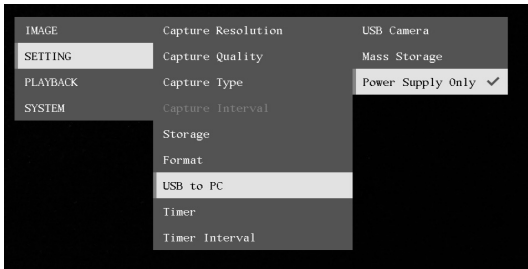 IMAGE
SETTING
PLAYBACK
SYSTEM
Capture Resolution
Capture Quality
Capture Type
Capture Interval
Storage
Format
USB to PC
Timer
Timer Interval
USB Camera
Mass Storage
Power Supply Only